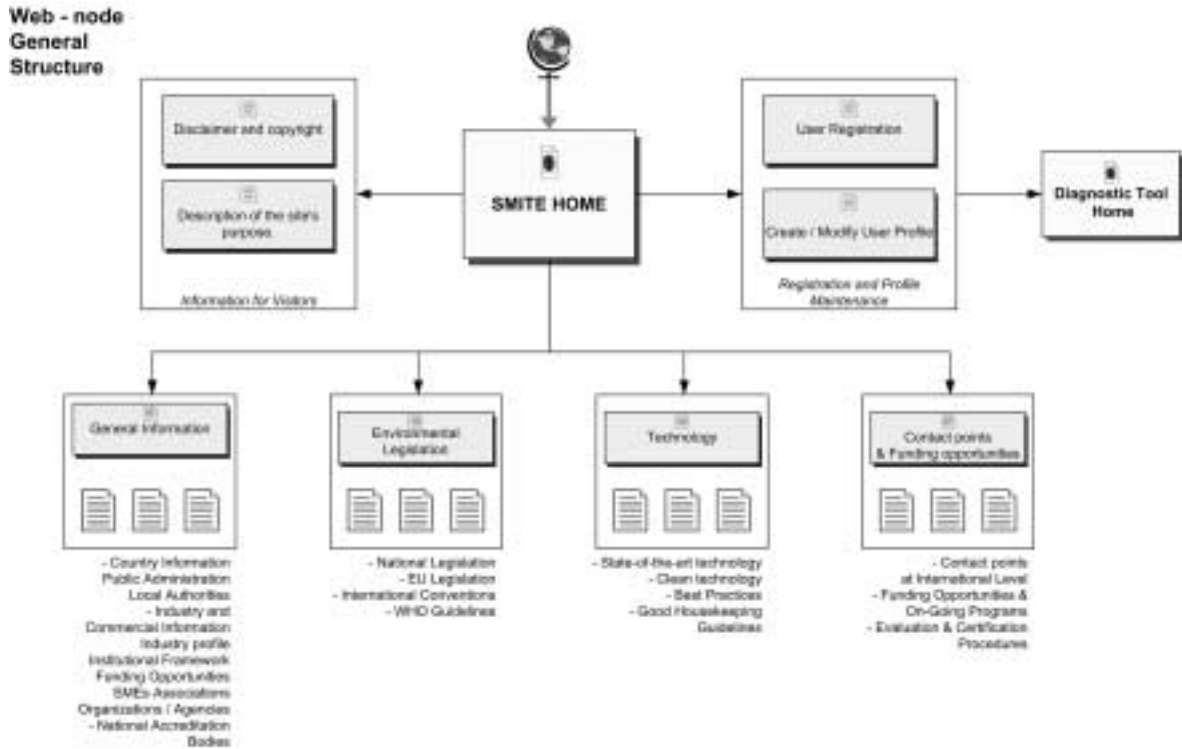 Web - node
General
Structure
Disclaimer and copyright
Description of the site's
purpose.
Information for Visitors
SMITE HOME
User Registration
Create / Modify User Profile
Registration and Profile
Maintenance
Diagnostic Tool
Home
General Information
Environmental
Legislation
Technology
Contact points
& Funding opportunities
- Country Information
Public Administration
Local Authorities
- Industry and
Commercial Information
Industry profile
Institutional Framework
Funding Opportunities
SMEs Associations
Organizations / Agencies
- National Accreditation
Bodies
- National Legislation
- EU Legislation
- International Conventions
- WHO Guidelines
- State-of-the-art technology
- Clean technology
- Best Practices
- Good Housekeeping
Guidelines
- Contact points
at International Level
- Funding Opportunities &
On-Going Programs
- Evaluation & Certification
Procedures